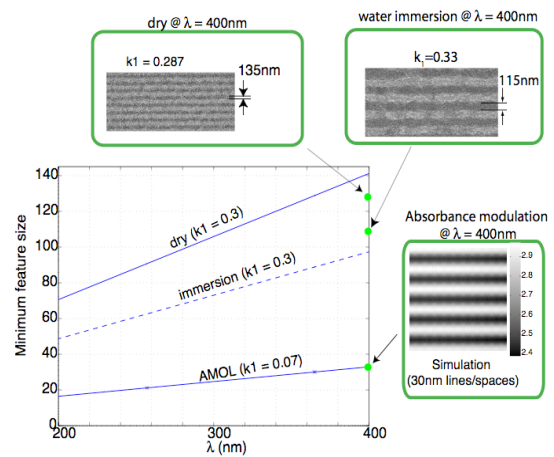 dry @ λ = 400nm
water immersion @ λ = 400nm
k1 = 0.287
135nm
k1=0.33
115nm
Absorbance modulation
@ λ = 400nm
2.9
2.8
2.7
2.6
2.5
2.4
Simulation
(30nm lines/spaces)
Minimum feature size
140
120
100
80
60
40
20
0
dry (k1 = 0.3)
immersion (k1 = 0.3)
AMOL (k1 = 0.07)
200
300
400
λ (nm)